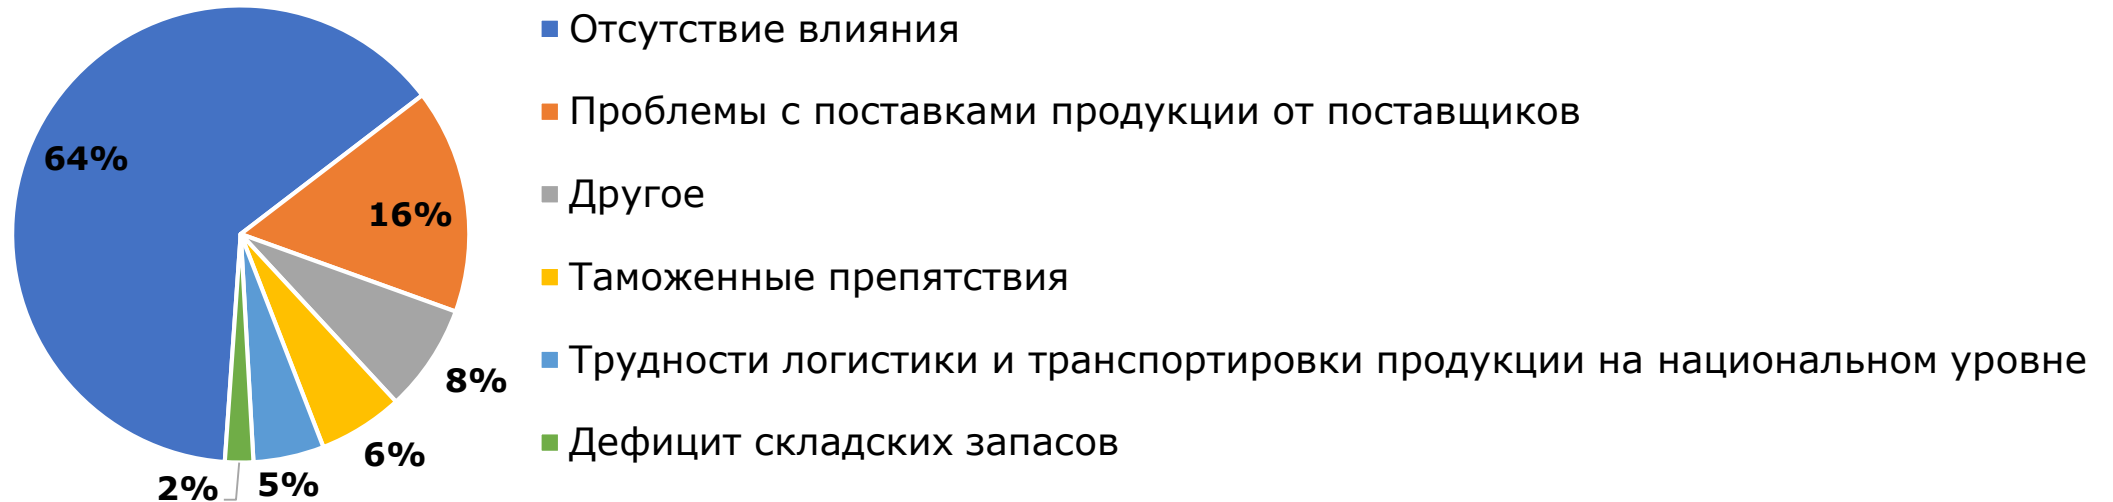 64%
16%
8%
6%
5%
2%
Отсутствие влияния
Проблемы с поставками продукции от поставщиков
Другое
Таможенные препятствия
Трудности логистики и транспортировки продукции на национальном уровне
Дефицит складских запасов